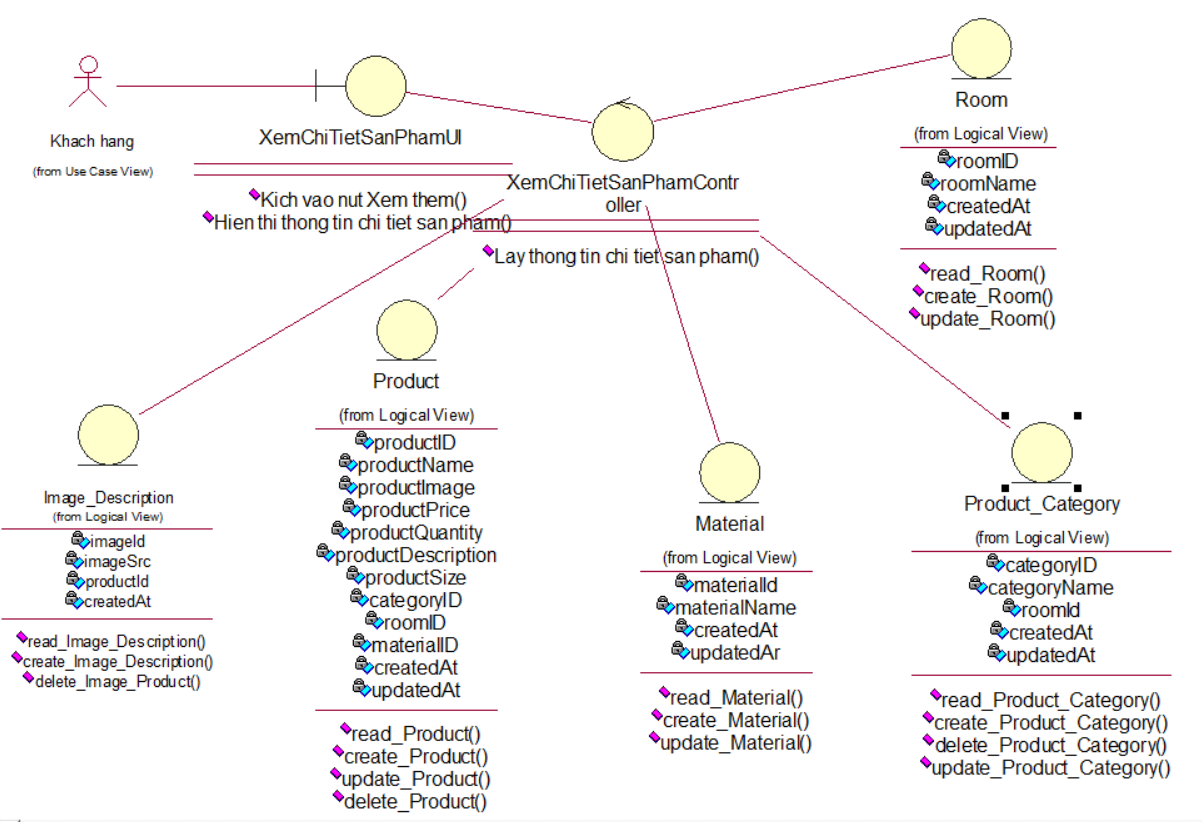 Khach hang
(from Use Case View)
XemChiTietSanPhamUI
Kich vao nut Xem them()
Hien thi thong tin chi tiet san pham()
XemChiTietSanPhamContr
oller
Lay thong tin chi tiet san pham()
Room
(from Logical View)
roomID
roomName
createdAt
updatedAt
read_Room()
create_Room()
update_Room()
Image_Description
(from Logical View)
imageId
imageSrc
productId
createdAt
read_Image_Description()
create_Image_Description()
delete_Image_Product()
Product
(from Logical View)
productID
productName
productImage
productPrice
productQuantity
productDescription
productSize
categoryID
roomID
materialID
createdAt
updatedAt
read_Product()
create_Product()
update_Product()
delete_Product()
Material
(from Logical View)
materialId
materialName
createdAt
updatedAr
read_Material()
create_Material()
update_Material()
Product_Category
(from Logical View)
categoryID
categoryName
roomId
createdAt
updatedAt
read_Product_Category()
create_Product_Category()
delete_Product_Category()
update_Product_Category()